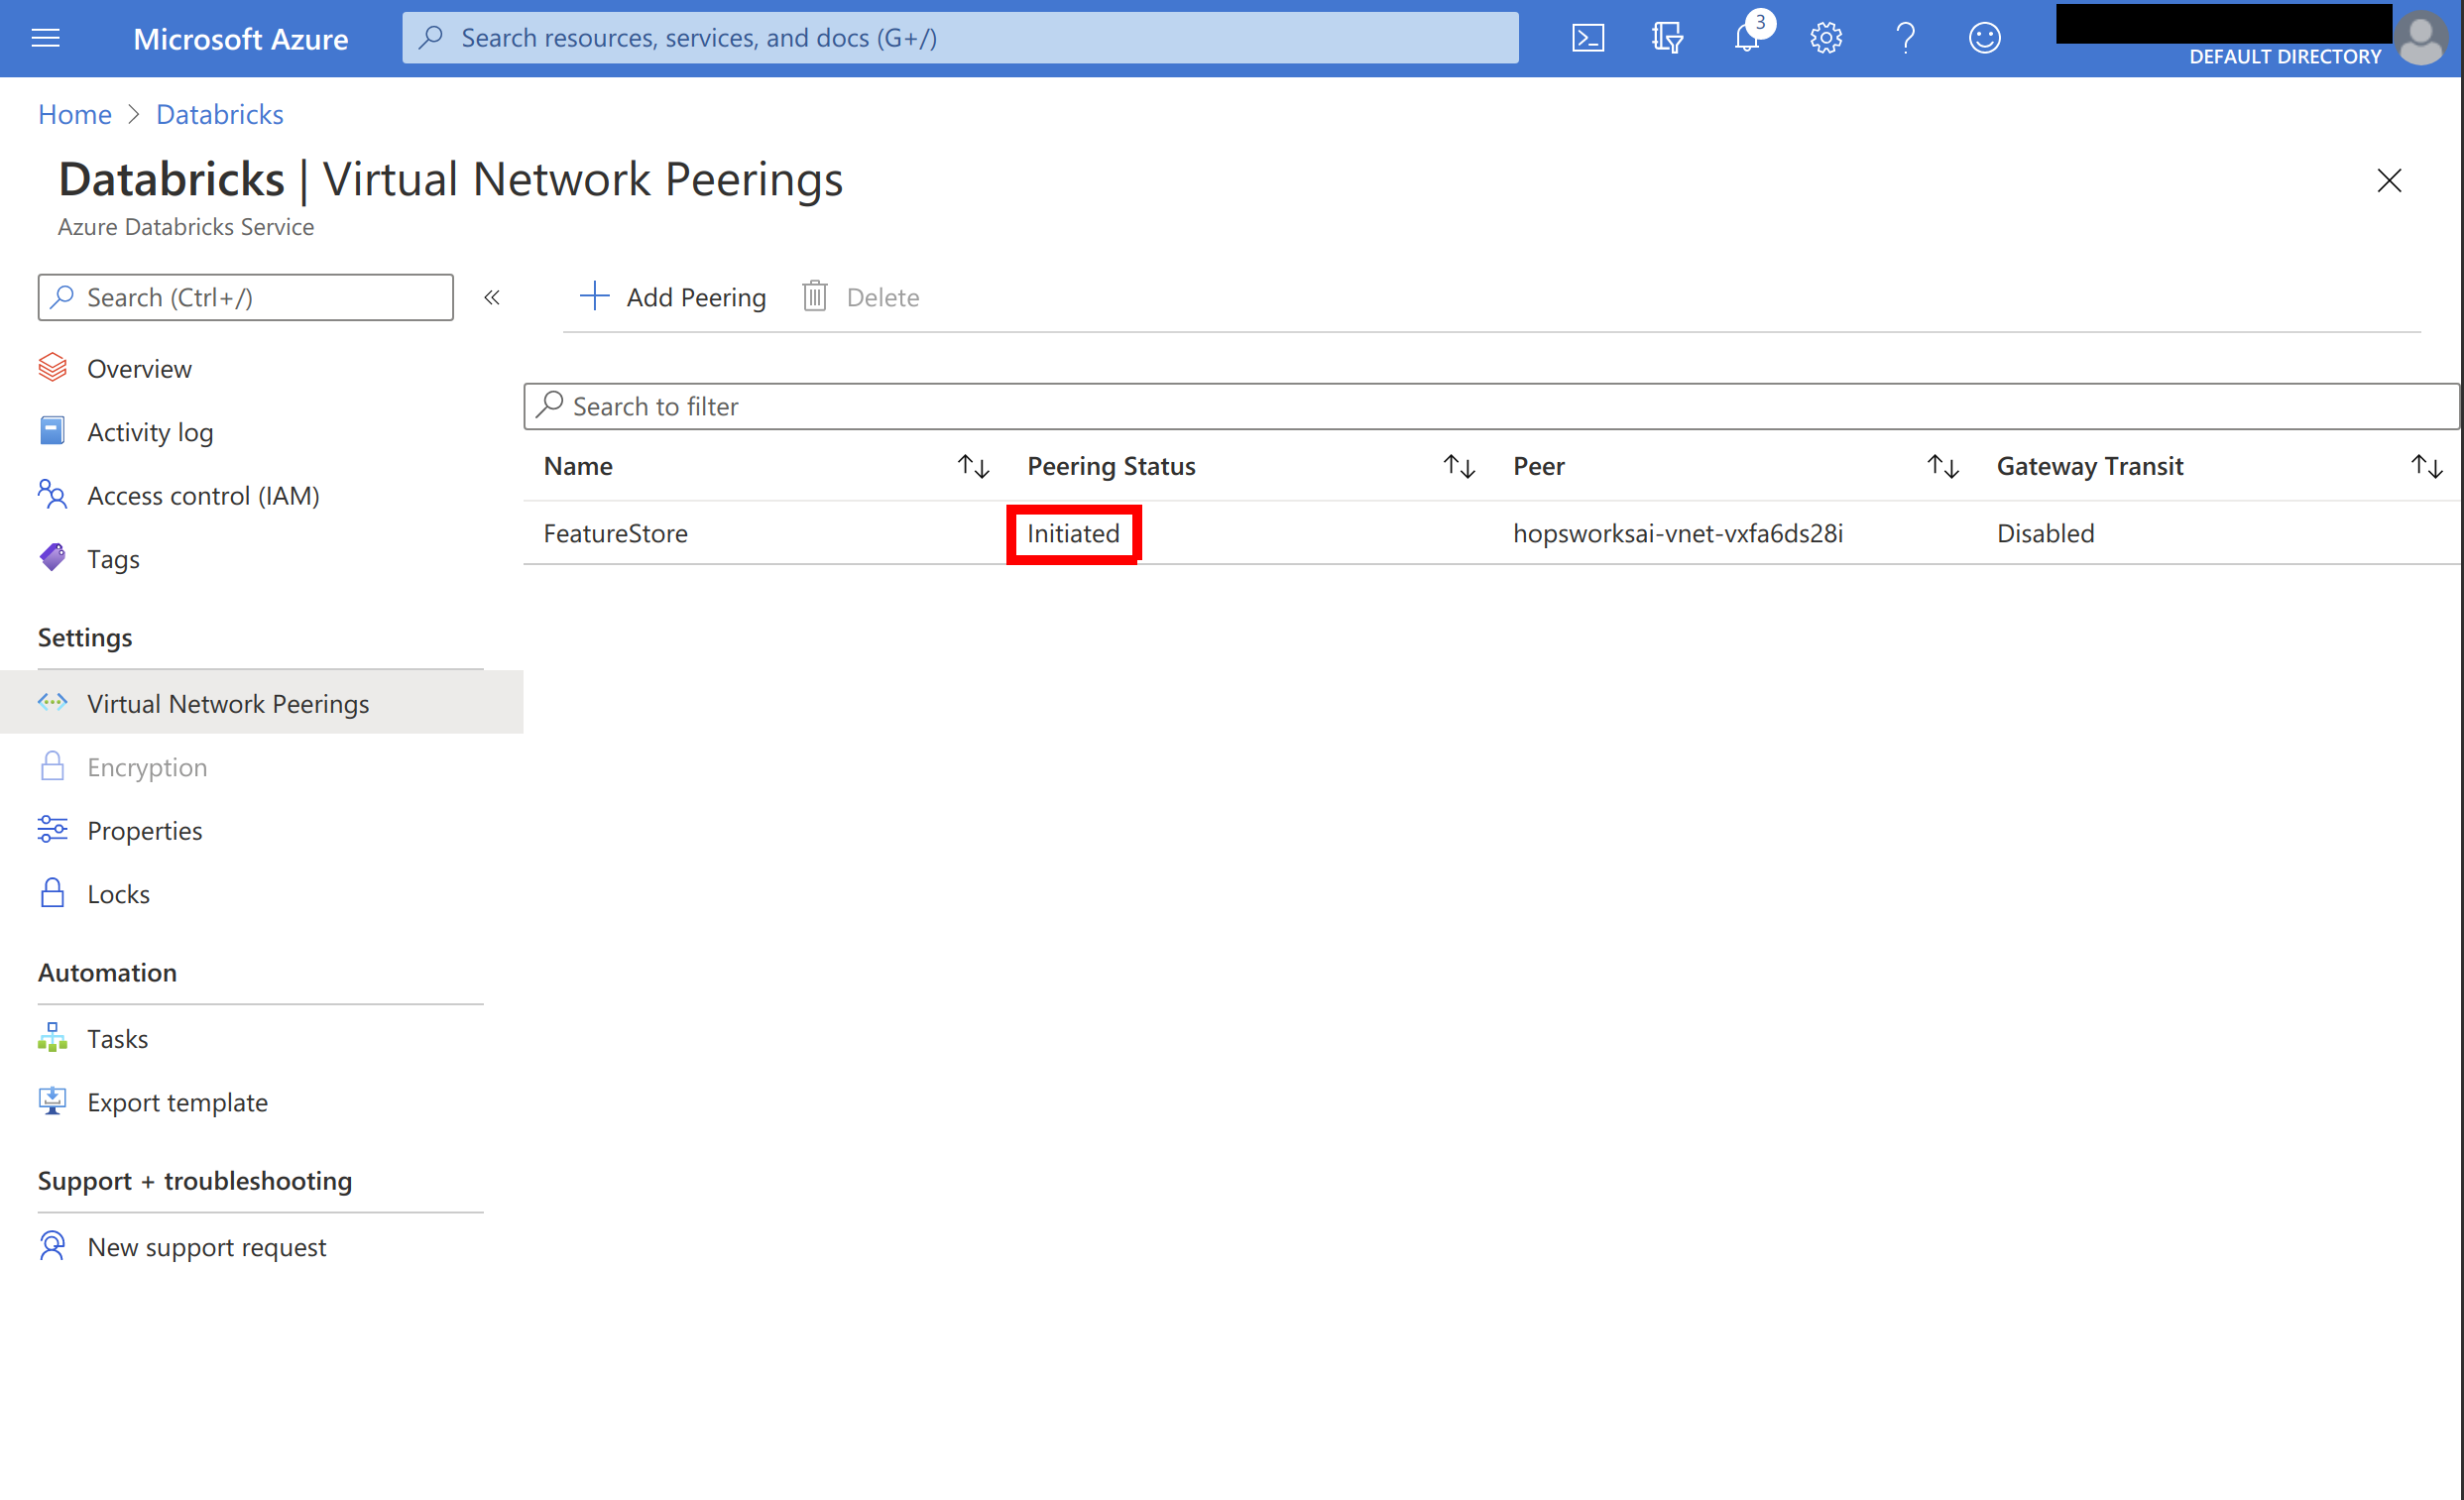 Microsoft Azure
Search resources, services, and docs (G+/)
3
DEFAULT DIRECTORY
Home > Databricks
Databricks | Virtual Network Peerings
Azure Databricks Service
Search (Ctrl+/)
«
Add Peering
Delete
Overview
Activity log
Access control (IAM)
Tags
Settings
Virtual Network Peerings
Encryption
Properties
Locks
Automation
Tasks
Export template
Support + troubleshooting
New support request
Search to filter
Name Peering Status Peer Gateway Transit
FeatureStore Initiated hopsworksai-vnet-vxfa6ds28i Disabled